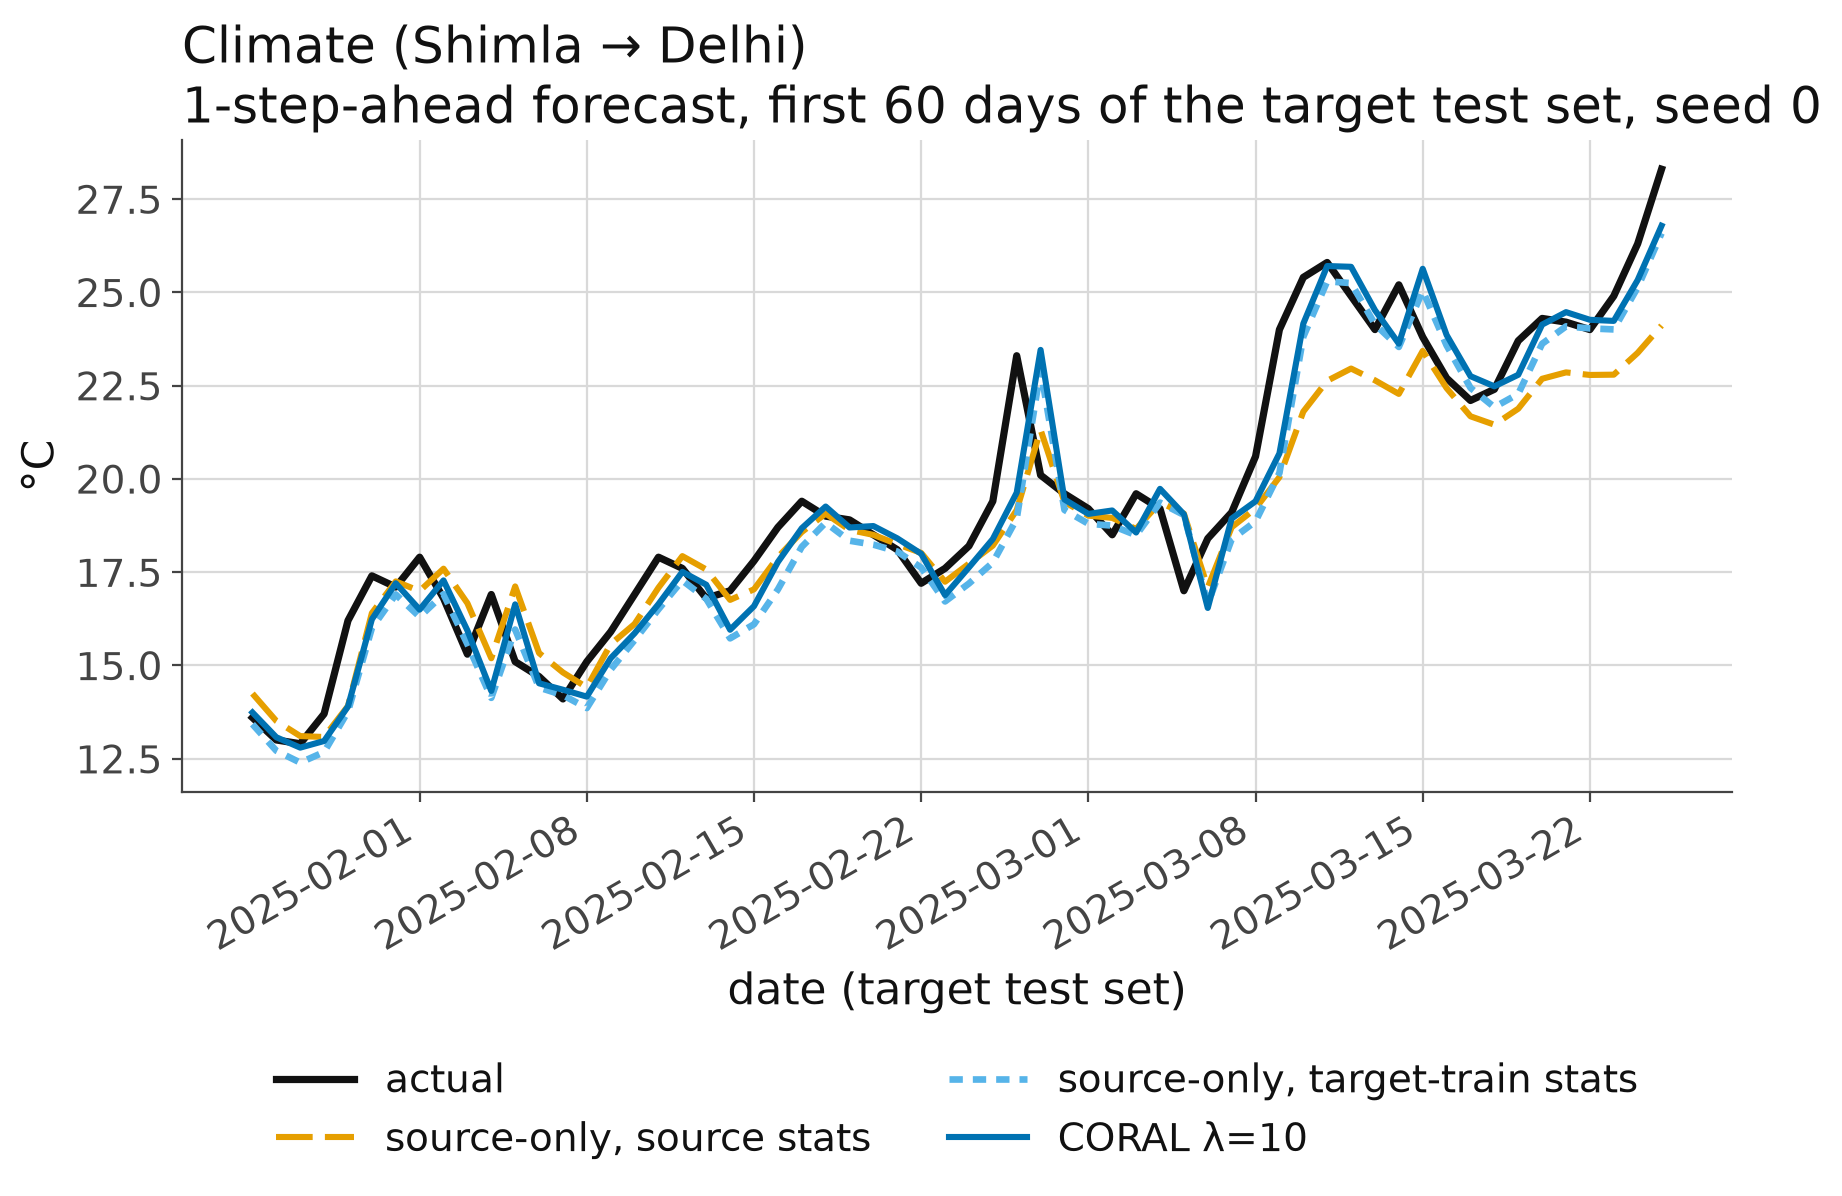 Climate (Shimla → Delhi)
1-step-ahead forecast, first 60 days of the target test set, seed 0
27.5
25.0
22.5
20.0
17.5
15.0
12.5
°C
2025-02-01
2025-02-08
2025-02-15
2025-02-22
2025-03-01
2025-03-08
2025-03-15
2025-03-22
date (target test set)
actual
source-only, source stats
source-only, target-train stats
CORAL λ=10